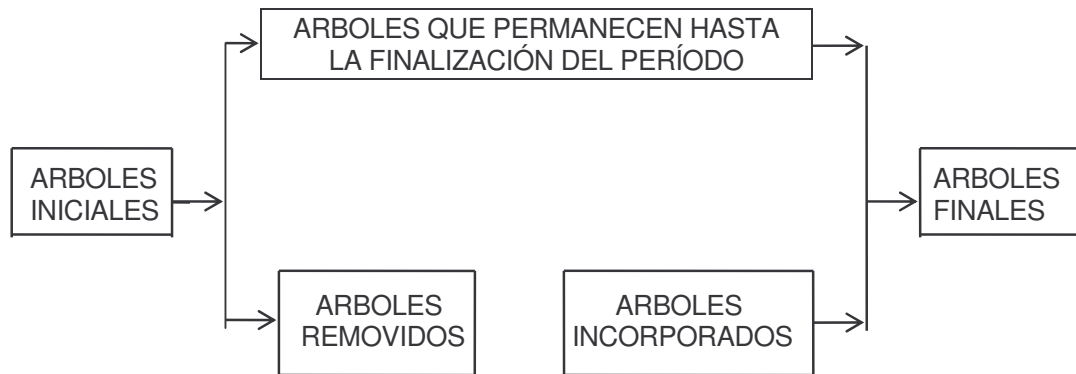 ARBOLES QUE PERMANECEN HASTA
LA FINALIZACIÓN DEL PERÍODO
ARBOLES
INICIALES
ARBOLES
FINALES
ARBOLES
REMOVIDOS
ARBOLES
INCORPORADOS